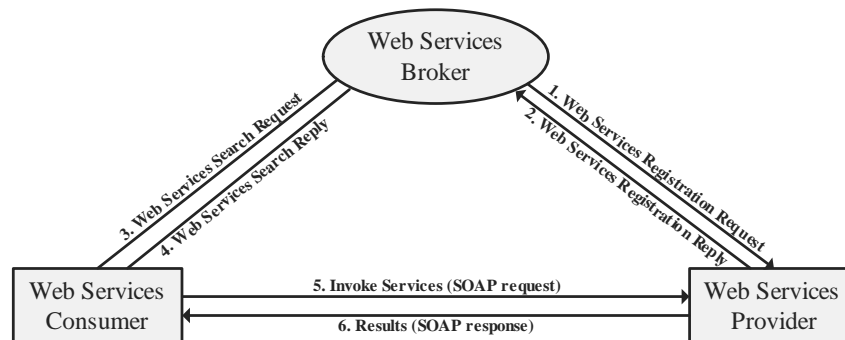 Web Services
Broker
1. Web Services Registration Request
2. Web Services Registration Reply
3. Web Services Search Request
4. Web Services Search Reply
Web Services
Consumer
5. Invoke Services (SOAP request)
6. Results (SOAP response)
Web Services
Provider